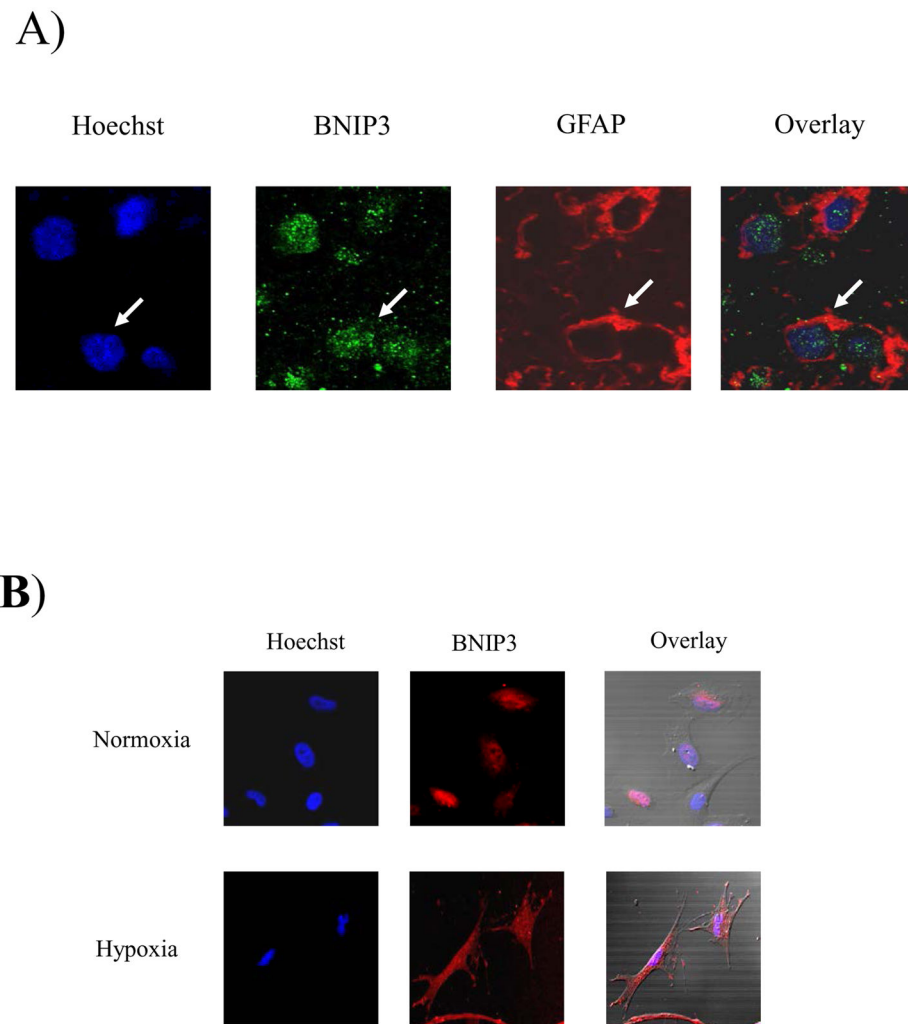 A)
Hoechst BNIP3 GFAP Overlay
B)
Hoechst BNIP3 Overlay
Normoxia
Hypoxia